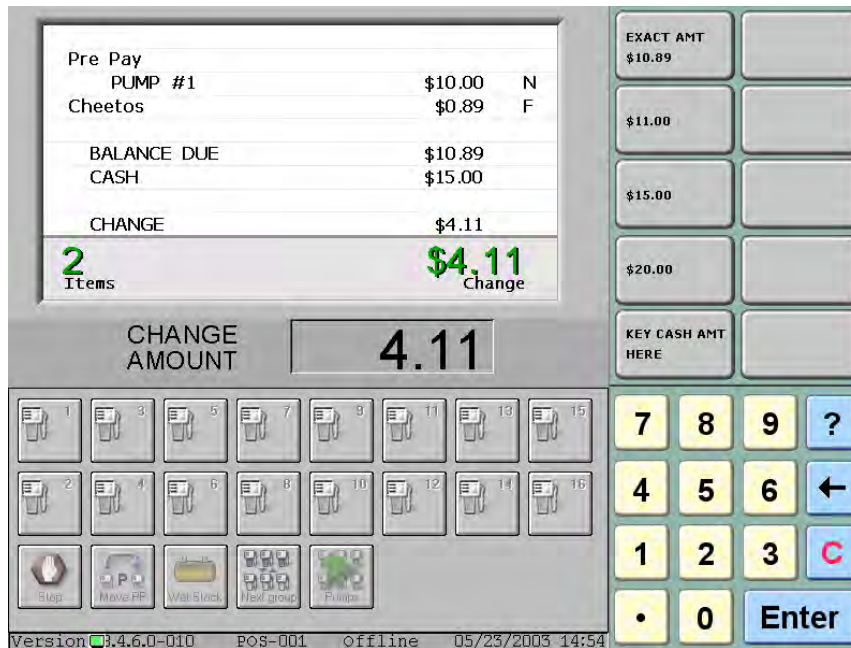 Pre Pay
PUMP #1 $10.00 N
Cheetos $0.89 F
BALANCE DUE $10.89
CASH $15.00
CHANGE $4.11
2 $4.11
Items Change
CHANGE
AMOUNT
4.11
EXACT AMT
$10.89
$11.00
$15.00
$20.00
KEY CASH AMT
HERE
1 3 5 7 9 11 13 15
2 4 6 8 10 12 14 16
Stop Move PP Wet Stock Next group Pumps
P
7 8 9 ?
4 5 6 ←
1 2 3 C
. 0 Enter
Version 3.4.6.0-010 POS-001 Offline 05/23/2003 14:54